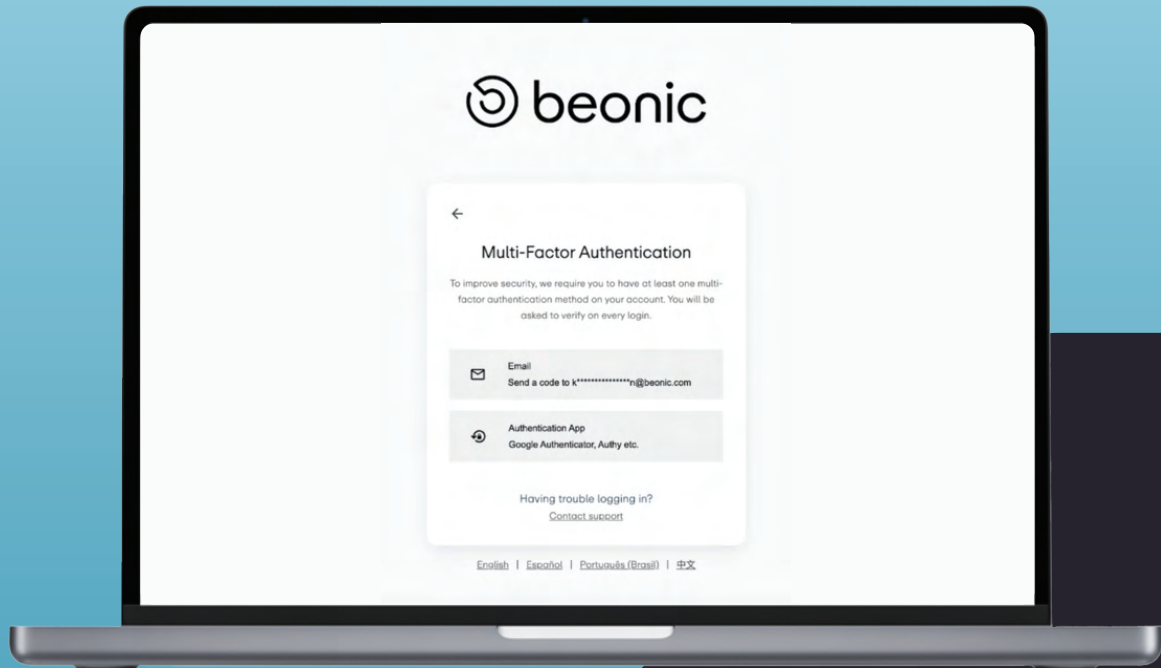 beonic
Multi-Factor Authentication
To improve security, we require you to have at least one multi-
factor authentication method on your account. You will be
asked to verify on every login.
Email
Send a code to k***************n@beonic.com
Authentication App
Google Authenticator, Authy etc.
Having trouble logging in?
Contact support
English | Español | Português (Brasil) | 中文